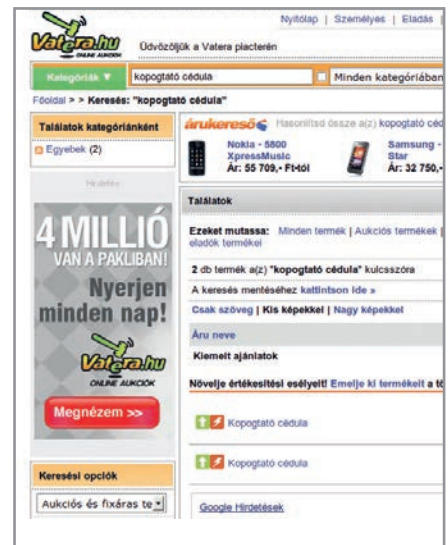 Nyitólap | Személyes | Eladás |
Vatera.hu
ONLINE AUKCIÓK
Üdvözöljük a Vatera piacterén
Kategóriák ▼
kopogtató cédula
Minden kategóriában
Főoldal > > Keresés: "kopogtató cédula"
Találatok kategóriánként
Egyebek (2)
Hirdetés
4 MILLIÓ
VAN A PAKLIBAN!
Nyerjen
minden nap!
Vatera.hu
ONLINE AUKCIÓK
Megnézem >>
Keresési opciók
Aukciós és fixáras te
árukereső
Hasonlítsd össze a(z) kopogtató céd
Nokia - 5800
XpressMusic
Ár: 55 709,- Ft-tól
Samsung -
Star
Ár: 32 750,-
Találatok
Ezeket mutassa: Minden termék | Aukciós termékek |
eladók termékei
2 db termék a(z) "kopogtató cédula" kulcsszóra
A keresés mentéséhez kattintson ide »
Csak szöveg | Kis képekkel | Nagy képekkel
Áru neve
Kiemelt ajánlatok
Növelje értékesítési esélyeit! Emelje ki termékeit a tö
Kopogtató cédula
Kopogtató cédula
Google Hirdetések